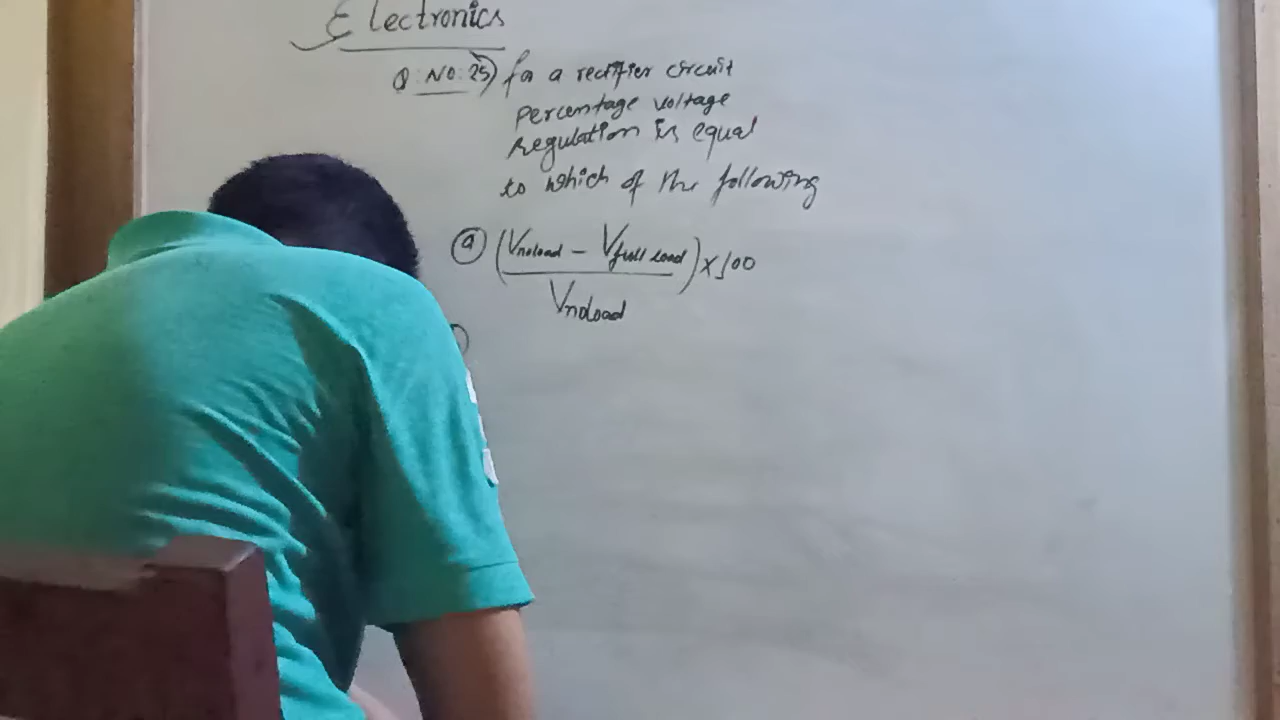 Electronics
Q.NO:25) for a rectifier circuit
percentage voltage
regulation is equal
to which of the following
(a) (Vnoload - Vfull load) x 100
Vnoload